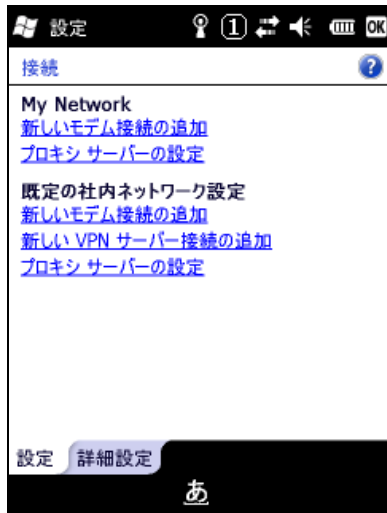 設定 1 OK
接続 ?
My Network
新しいモデム接続の追加
プロキシ サーバーの設定
既定の社内ネットワーク設定
新しいモデム接続の追加
新しい VPN サーバー接続の追加
プロキシ サーバーの設定
設定 詳細設定
あ